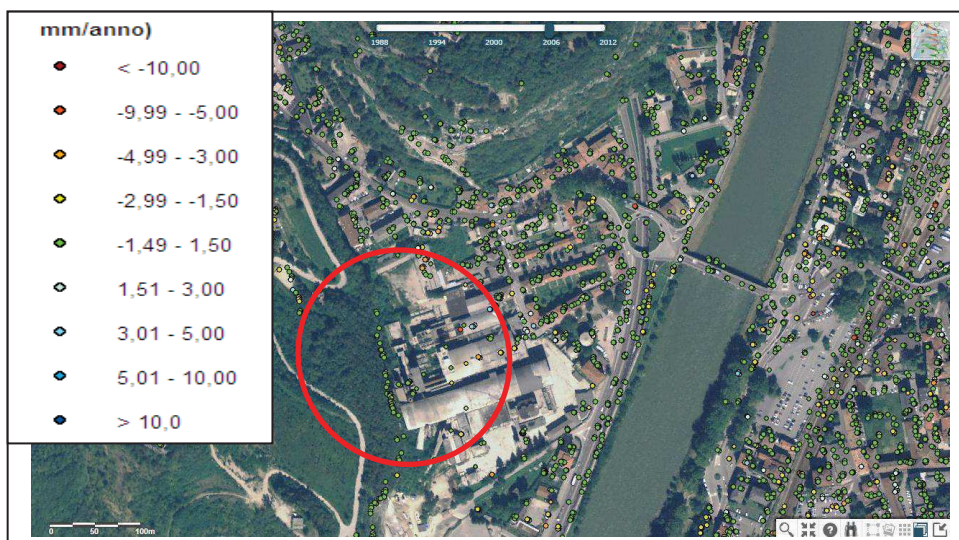 mm/anno)
< -10,00
-9,99 - -5,00
-4,99 - -3,00
-2,99 - -1,50
-1,49 - 1,50
1,51 - 3,00
3,01 - 5,00
5,01 - 10,00
> 10,0
1988 1994 2000 2006 2012
0 50 100m